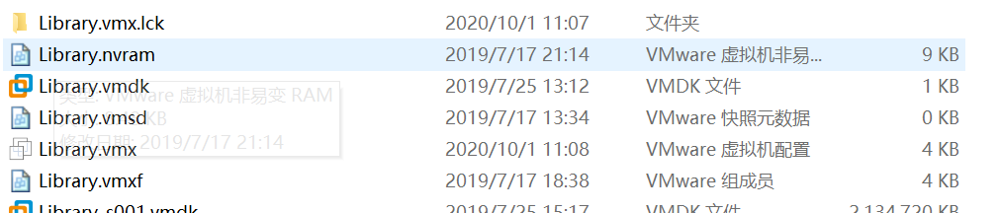 Library.vmx.lck 2020/10/1 11:07 文件夹
Library.nvram 2019/7/17 21:14 VMware 虚拟机非易... 9 KB
Library.vmdk 2019/7/25 13:12 VMDK 文件 1 KB
类型: VMware 虚拟机非易变 RAM
Library.vmsd 2019/7/17 13:34 VMware 快照元数据 0 KB
KB
修改日期: 2019/7/17 21:14
Library.vmx 2020/10/1 11:08 VMware 虚拟机配置 4 KB
Library.vmxf 2019/7/17 18:38 VMware 组成员 4 KB
Library-s001.vmdk 2019/7/25 15:17 VMDK 文件 2,134,720 KB